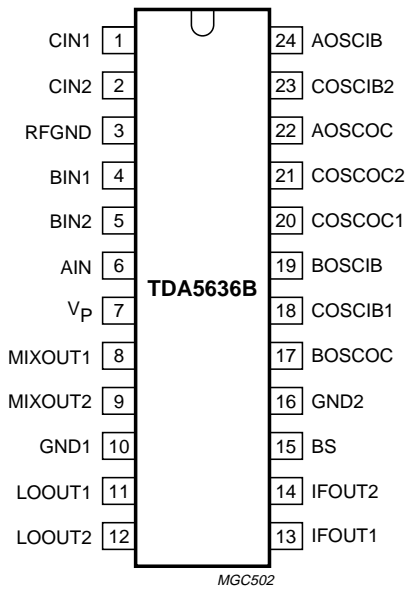 CIN1 1 24 AOSCIB
CIN2 2 23 COSCIB2
RFGND 3 22 AOSCOC
BIN1 4 21 COSCOC2
BIN2 5 20 COSCOC1
AIN 6 19 BOSCIB
TDA5636B
VP 7 18 COSCIB1
MIXOUT1 8 17 BOSCOC
MIXOUT2 9 16 GND2
GND1 10 15 BS
LOOUT1 11 14 IFOUT2
LOOUT2 12 13 IFOUT1
MGC502